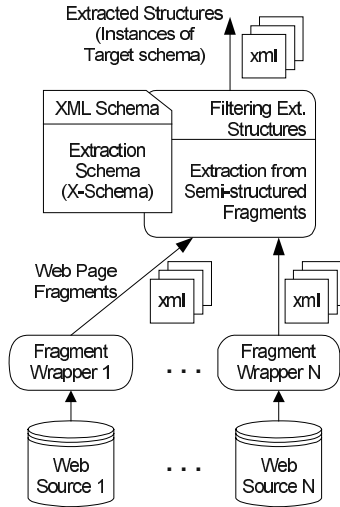 Extracted Structures
(Instances of
Target schema)
xml
XML Schema
Filtering Ext.
Structures
Extraction
Schema
(X-Schema)
Extraction from
Semi-structured
Fragments
Web Page
Fragments
xml
xml
Fragment
Wrapper 1
. . .
Fragment
Wrapper N
Web
Source 1
. . .
Web
Source N